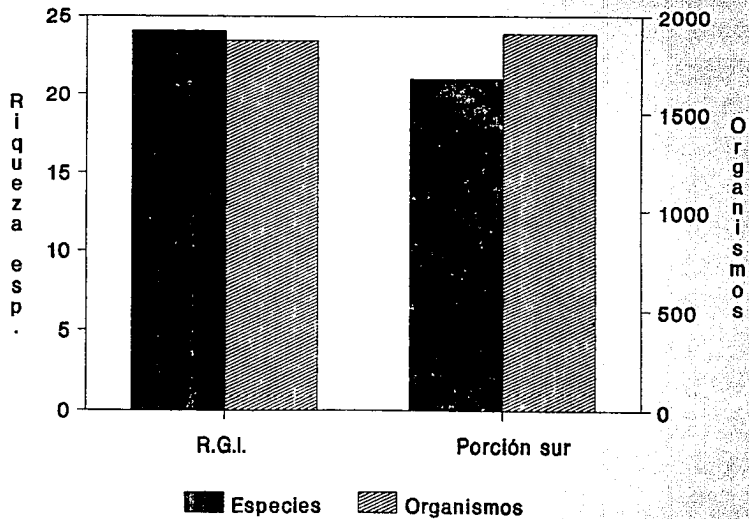 Riqueza esp.
25
20
15
10
5
0
2000
1500
1000
500
0
Organismos
R.G.I.
Porción sur
Especies
Organismos